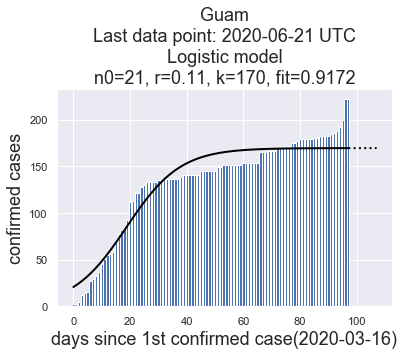 Guam
Last data point: 2020-06-21 UTC
Logistic model
n0=21, r=0.11, k=170, fit=0.9172
confirmed cases
200
150
100
50
0
0 20 40 60 80 100
days since 1st confirmed case(2020-03-16)